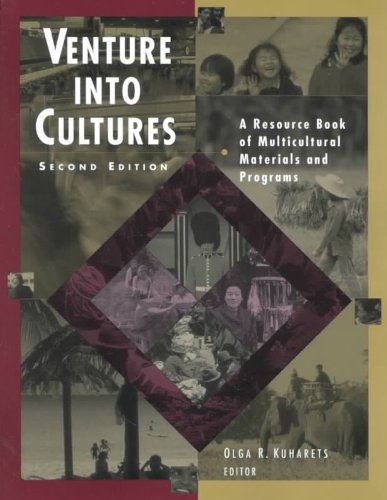 VENTURE
INTO
CULTURES
SECOND EDITION
A Resource Book
of Multicultural
Materials and
Programs
OLGA R. KUHARETS
EDITOR